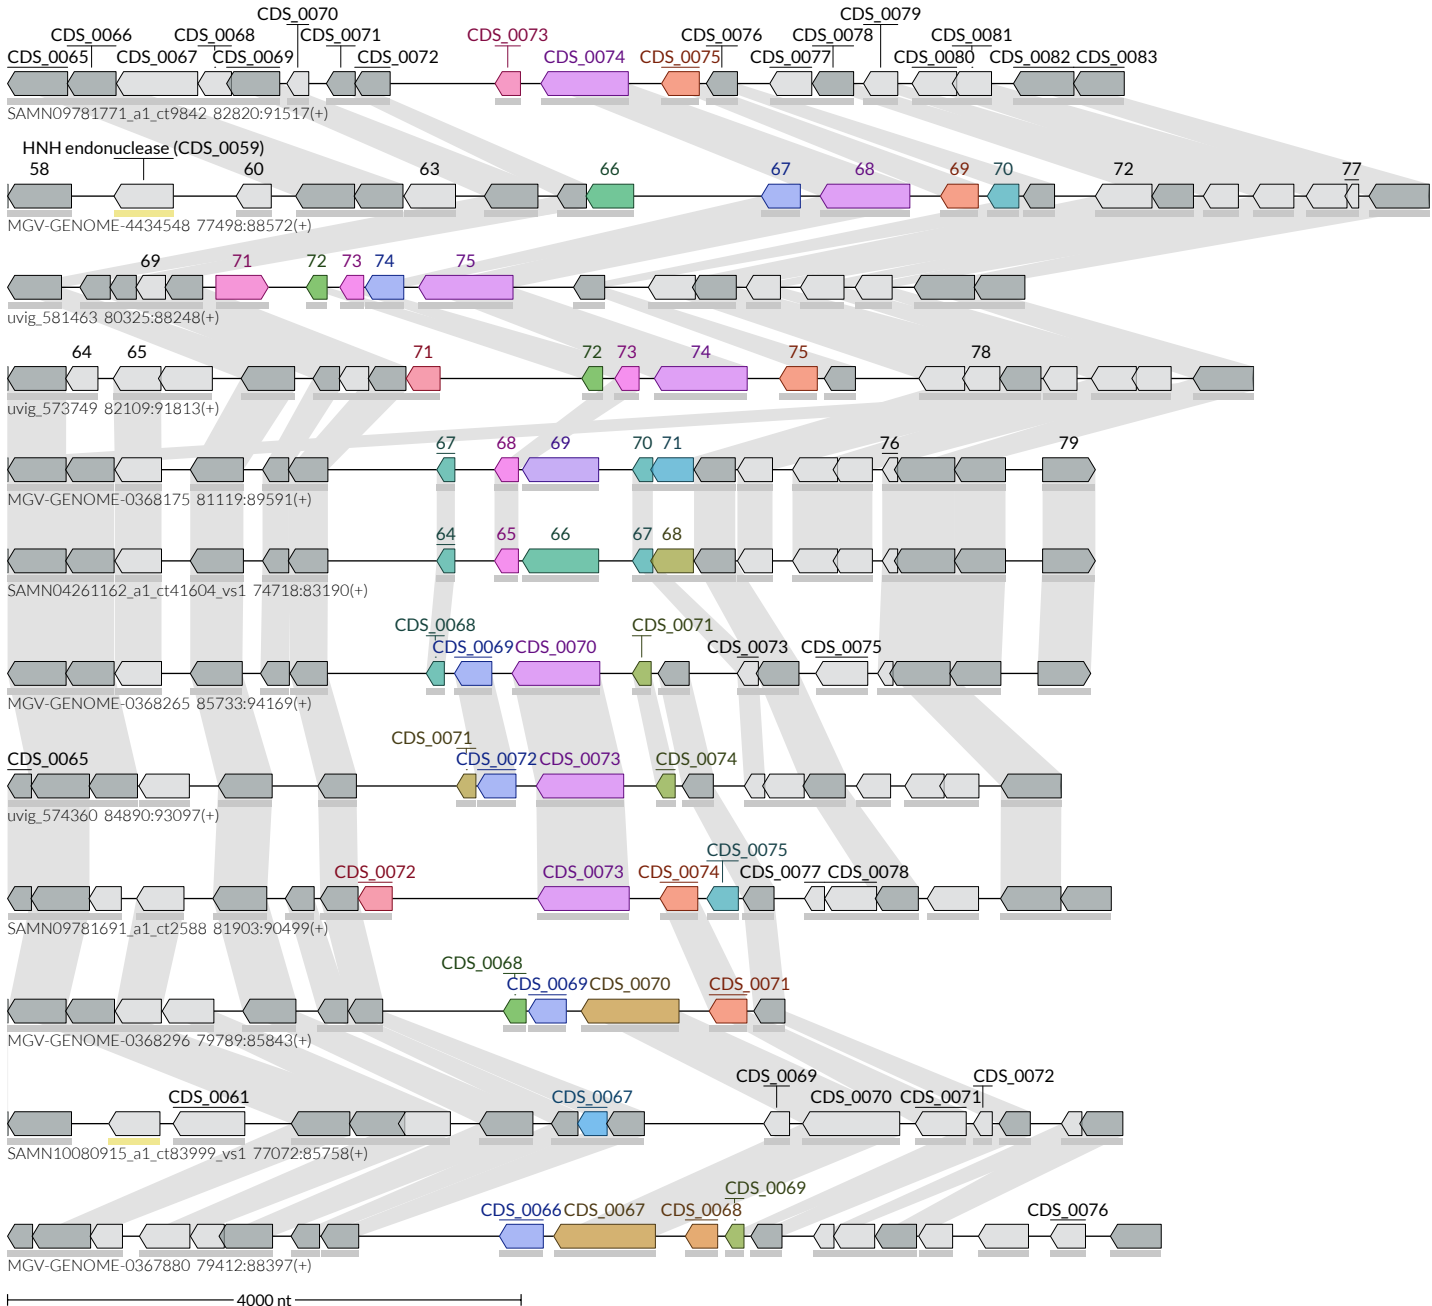 CDS_0070 CDS_0079
CDS_0066 CDS_0068 CDS_0071 CDS_0073 CDS_0076 CDS_0078 CDS_0081
CDS_0065 CDS_0067 CDS_0069 CDS_0072 CDS_0074 CDS_0075 CDS_0077 CDS_0080 CDS_0082 CDS_0083
SAMN09781771_a1_ct9842 82820:91517(+)
HNH endonuclease (CDS_0059)
58 60 63 66 67 68 69 70 72 77
MGV-GENOME-4434548 77498:88572(+)
69 71 72 73 74 75
uvig_581463 80325:88248(+)
64 65 71 72 73 74 75 78
uvig_573749 82109:91813(+)
67 68 69 70 71 76 79
MGV-GENOME-0368175 81119:89591(+)
64 65 66 67 68
SAMN04261162_a1_ct41604_vs1 74718:83190(+)
CDS_0068 CDS_0071
CDS_0069 CDS_0070 CDS_0073 CDS_0075
MGV-GENOME-0368265 85733:94169(+)
CDS_0071
CDS_0065 CDS_0072 CDS_0073 CDS_0074
uvig_574360 84890:93097(+)
CDS_0075
CDS_0072 CDS_0073 CDS_0074 CDS_0077 CDS_0078
SAMN09781691_a1_ct2588 81903:90499(+)
CDS_0068
CDS_0069 CDS_0070 CDS_0071
MGV-GENOME-0368296 79789:85843(+)
CDS_0069 CDS_0072
CDS_0061 CDS_0067 CDS_0070 CDS_0071
SAMN10080915_a1_ct83999_vs1 77072:85758(+)
CDS_0069
CDS_0066 CDS_0067 CDS_0068 CDS_0076
MGV-GENOME-0367880 79412:88397(+)
4000 nt